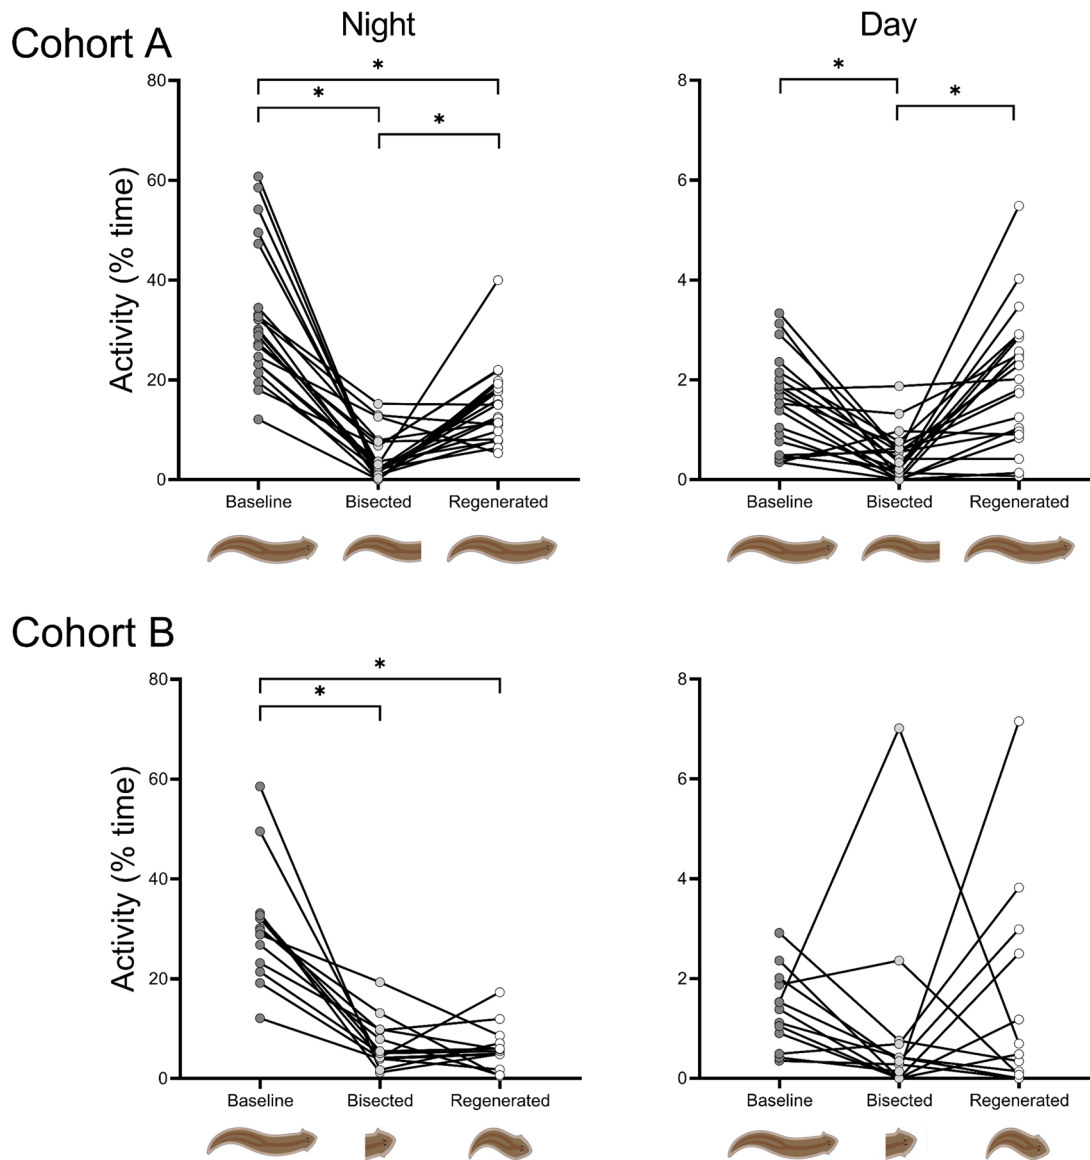 Night
Day
Cohort A
*
*
*
*
*
80
60
40
20
0
Activity (% time)
Baseline
Bisected
Regenerated
8
6
4
2
0
Baseline
Bisected
Regenerated
Cohort B
*
*
80
60
40
20
0
Activity (% time)
Baseline
Bisected
Regenerated
8
6
4
2
0
Baseline
Bisected
Regenerated